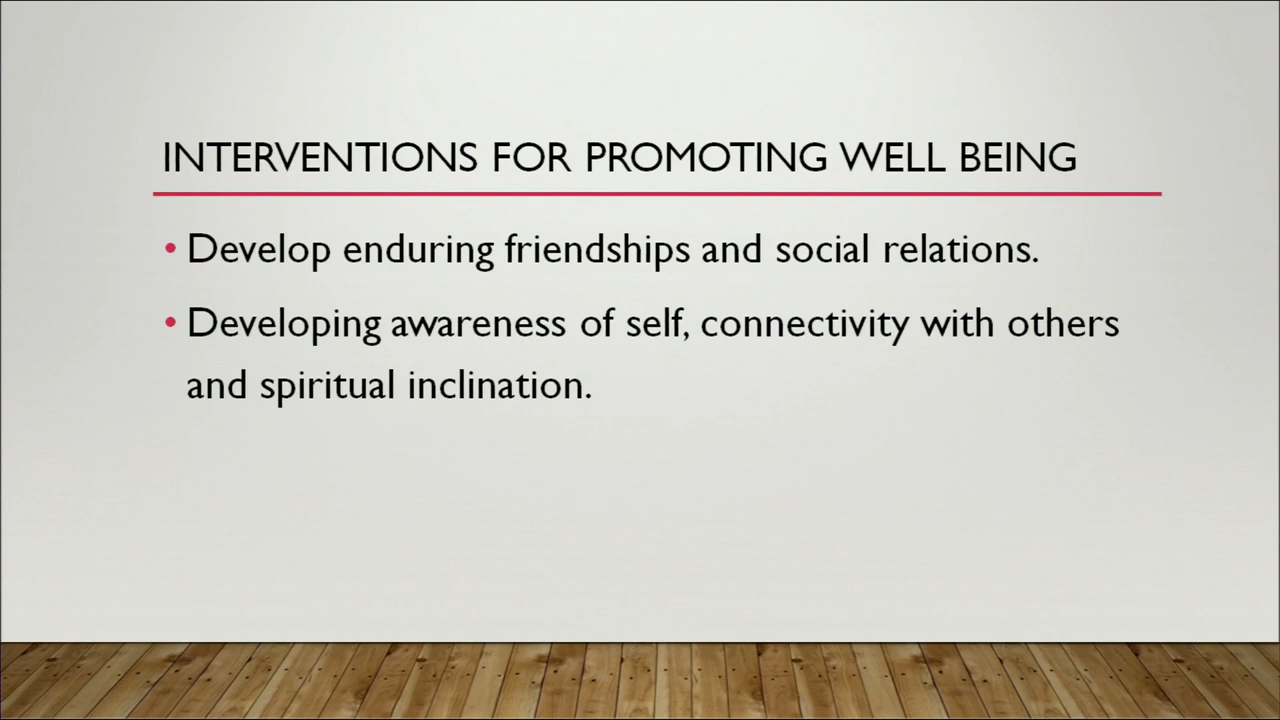 INTERVENTIONS FOR PROMOTING WELL BEING
• Develop enduring friendships and social relations.
• Developing awareness of self, connectivity with others
and spiritual inclination.